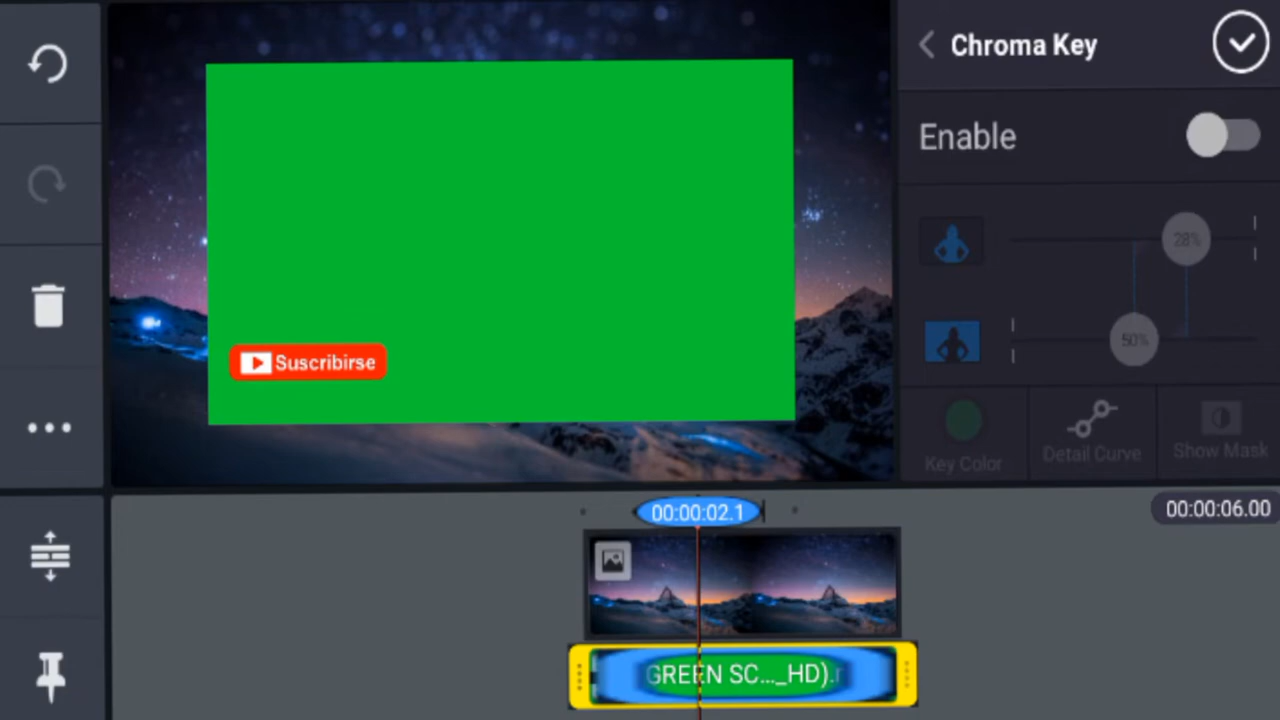 Chroma Key
Enable
28%
50%
Key Color
Detail Curve
Show Mask
Suscribirse
00:00:02.1
00:00:06.00
GREEN SC..._HD).